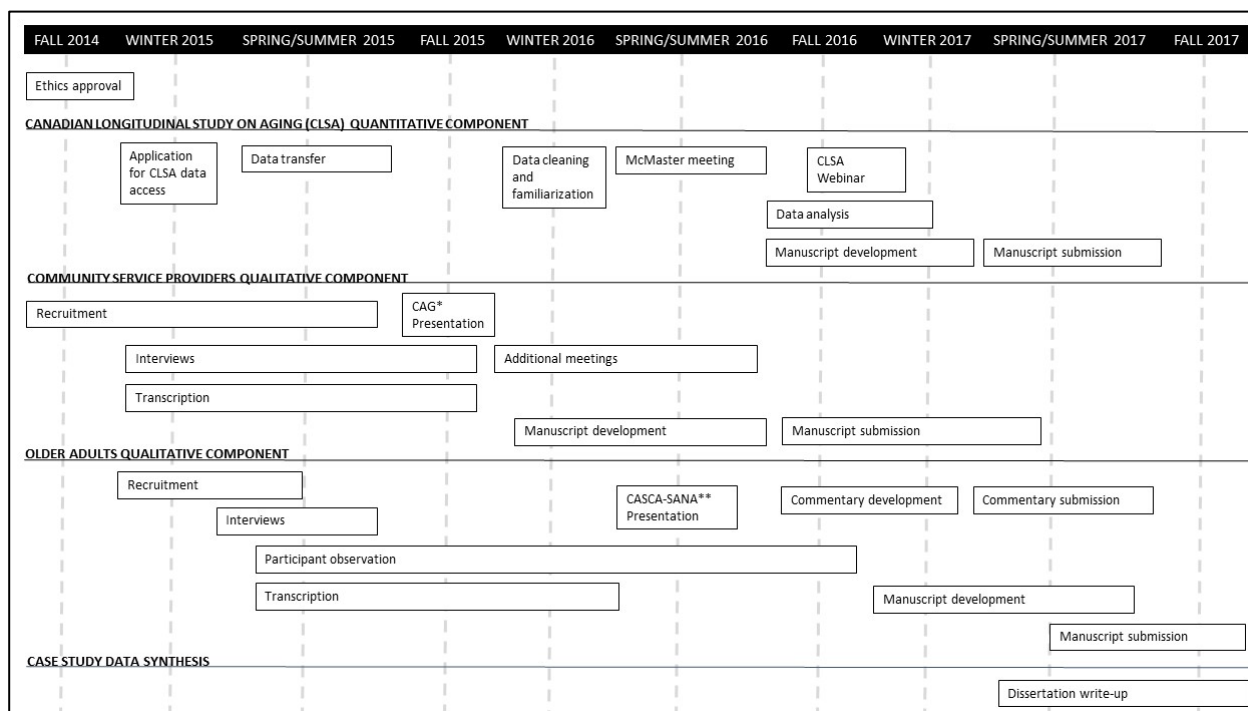 FALL 2014 WINTER 2015 SPRING/SUMMER 2015 FALL 2015 WINTER 2016 SPRING/SUMMER 2016 FALL 2016 WINTER 2017 SPRING/SUMMER 2017 FALL 2017
Ethics approval
CANADIAN LONGITUDINAL STUDY ON AGING (CLSA) QUANTITATIVE COMPONENT
Application
for CLSA data
access
Data transfer
Data cleaning
and
familiarization
McMaster meeting
CLSA
Webinar
Data analysis
Manuscript development
Manuscript submission
COMMUNITY SERVICE PROVIDERS QUALITATIVE COMPONENT
Recruitment
CAG*
Presentation
Interviews
Additional meetings
Transcription
Manuscript development
Manuscript submission
OLDER ADULTS QUALITATIVE COMPONENT
Recruitment
Interviews
CASCA-SANA**
Presentation
Commentary development
Commentary submission
Participant observation
Transcription
Manuscript development
Manuscript submission
CASE STUDY DATA SYNTHESIS
Dissertation write-up